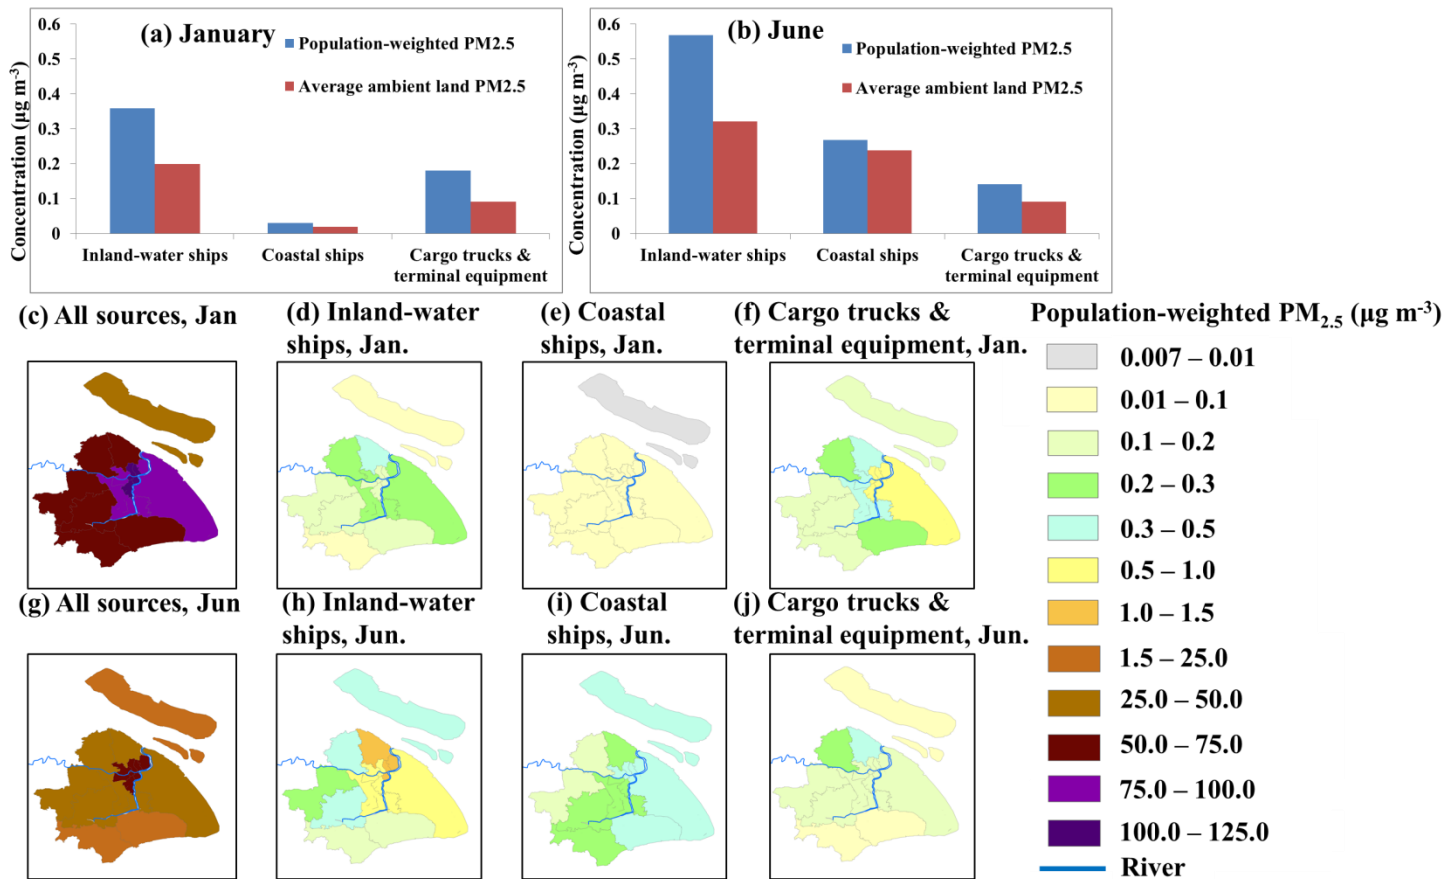 (a) January
Population-weighted PM2.5
Average ambient land PM2.5
Concentration (µg m-3)
0.6
0.5
0.4
0.3
0.2
0.1
0
Inland-water ships
Coastal ships
Cargo trucks &
terminal equipment
(b) June
Population-weighted PM2.5
Average ambient land PM2.5
Concentration (µg m-3)
0.6
0.5
0.4
0.3
0.2
0.1
0
Inland-water ships
Coastal ships
Cargo trucks &
terminal equipment
(c) All sources, Jan
(d) Inland-water
ships, Jan.
(e) Coastal
ships, Jan.
(f) Cargo trucks &
terminal equipment, Jan.
(g) All sources, Jun
(h) Inland-water
ships, Jun.
(i) Coastal
ships, Jun.
(j) Cargo trucks &
terminal equipment, Jun.
Population-weighted PM2.5 (µg m-3)
0.007 – 0.01
0.01 – 0.1
0.1 – 0.2
0.2 – 0.3
0.3 – 0.5
0.5 – 1.0
1.0 – 1.5
1.5 – 25.0
25.0 – 50.0
50.0 – 75.0
75.0 – 100.0
100.0 – 125.0
River